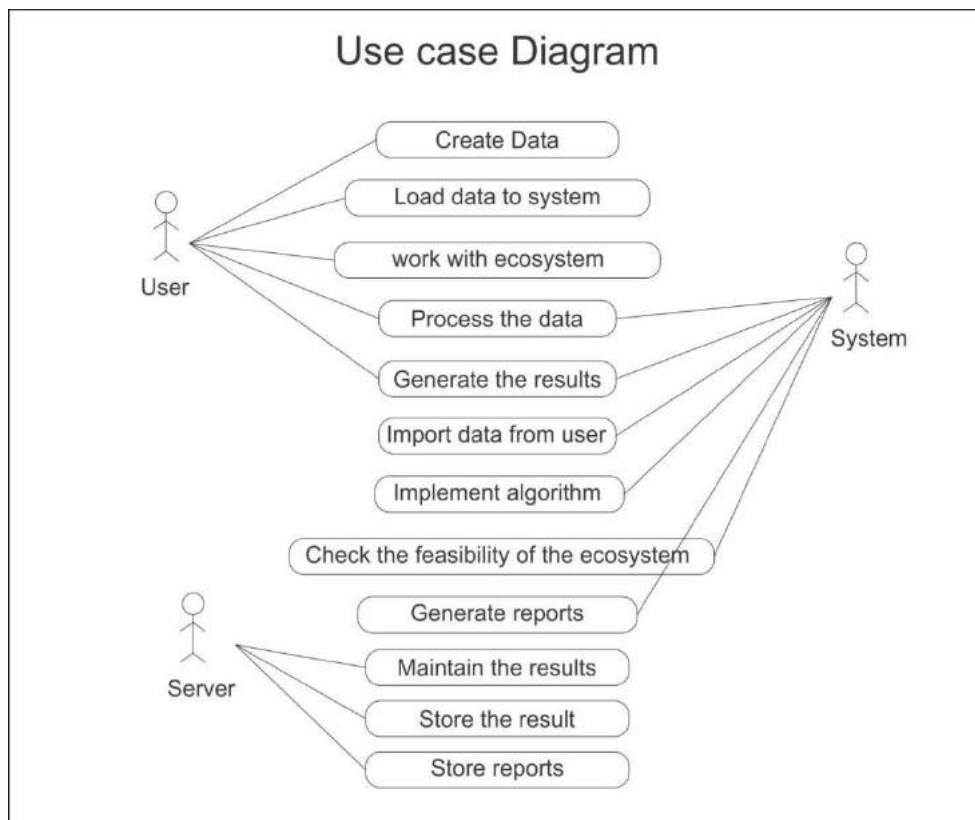 Use case Diagram
Create Data
Load data to system
work with ecosystem
User
Process the data
System
Generate the results
Import data from user
Implement algorithm
Check the feasibility of the ecosystem
Generate reports
Maintain the results
Server
Store the result
Store reports